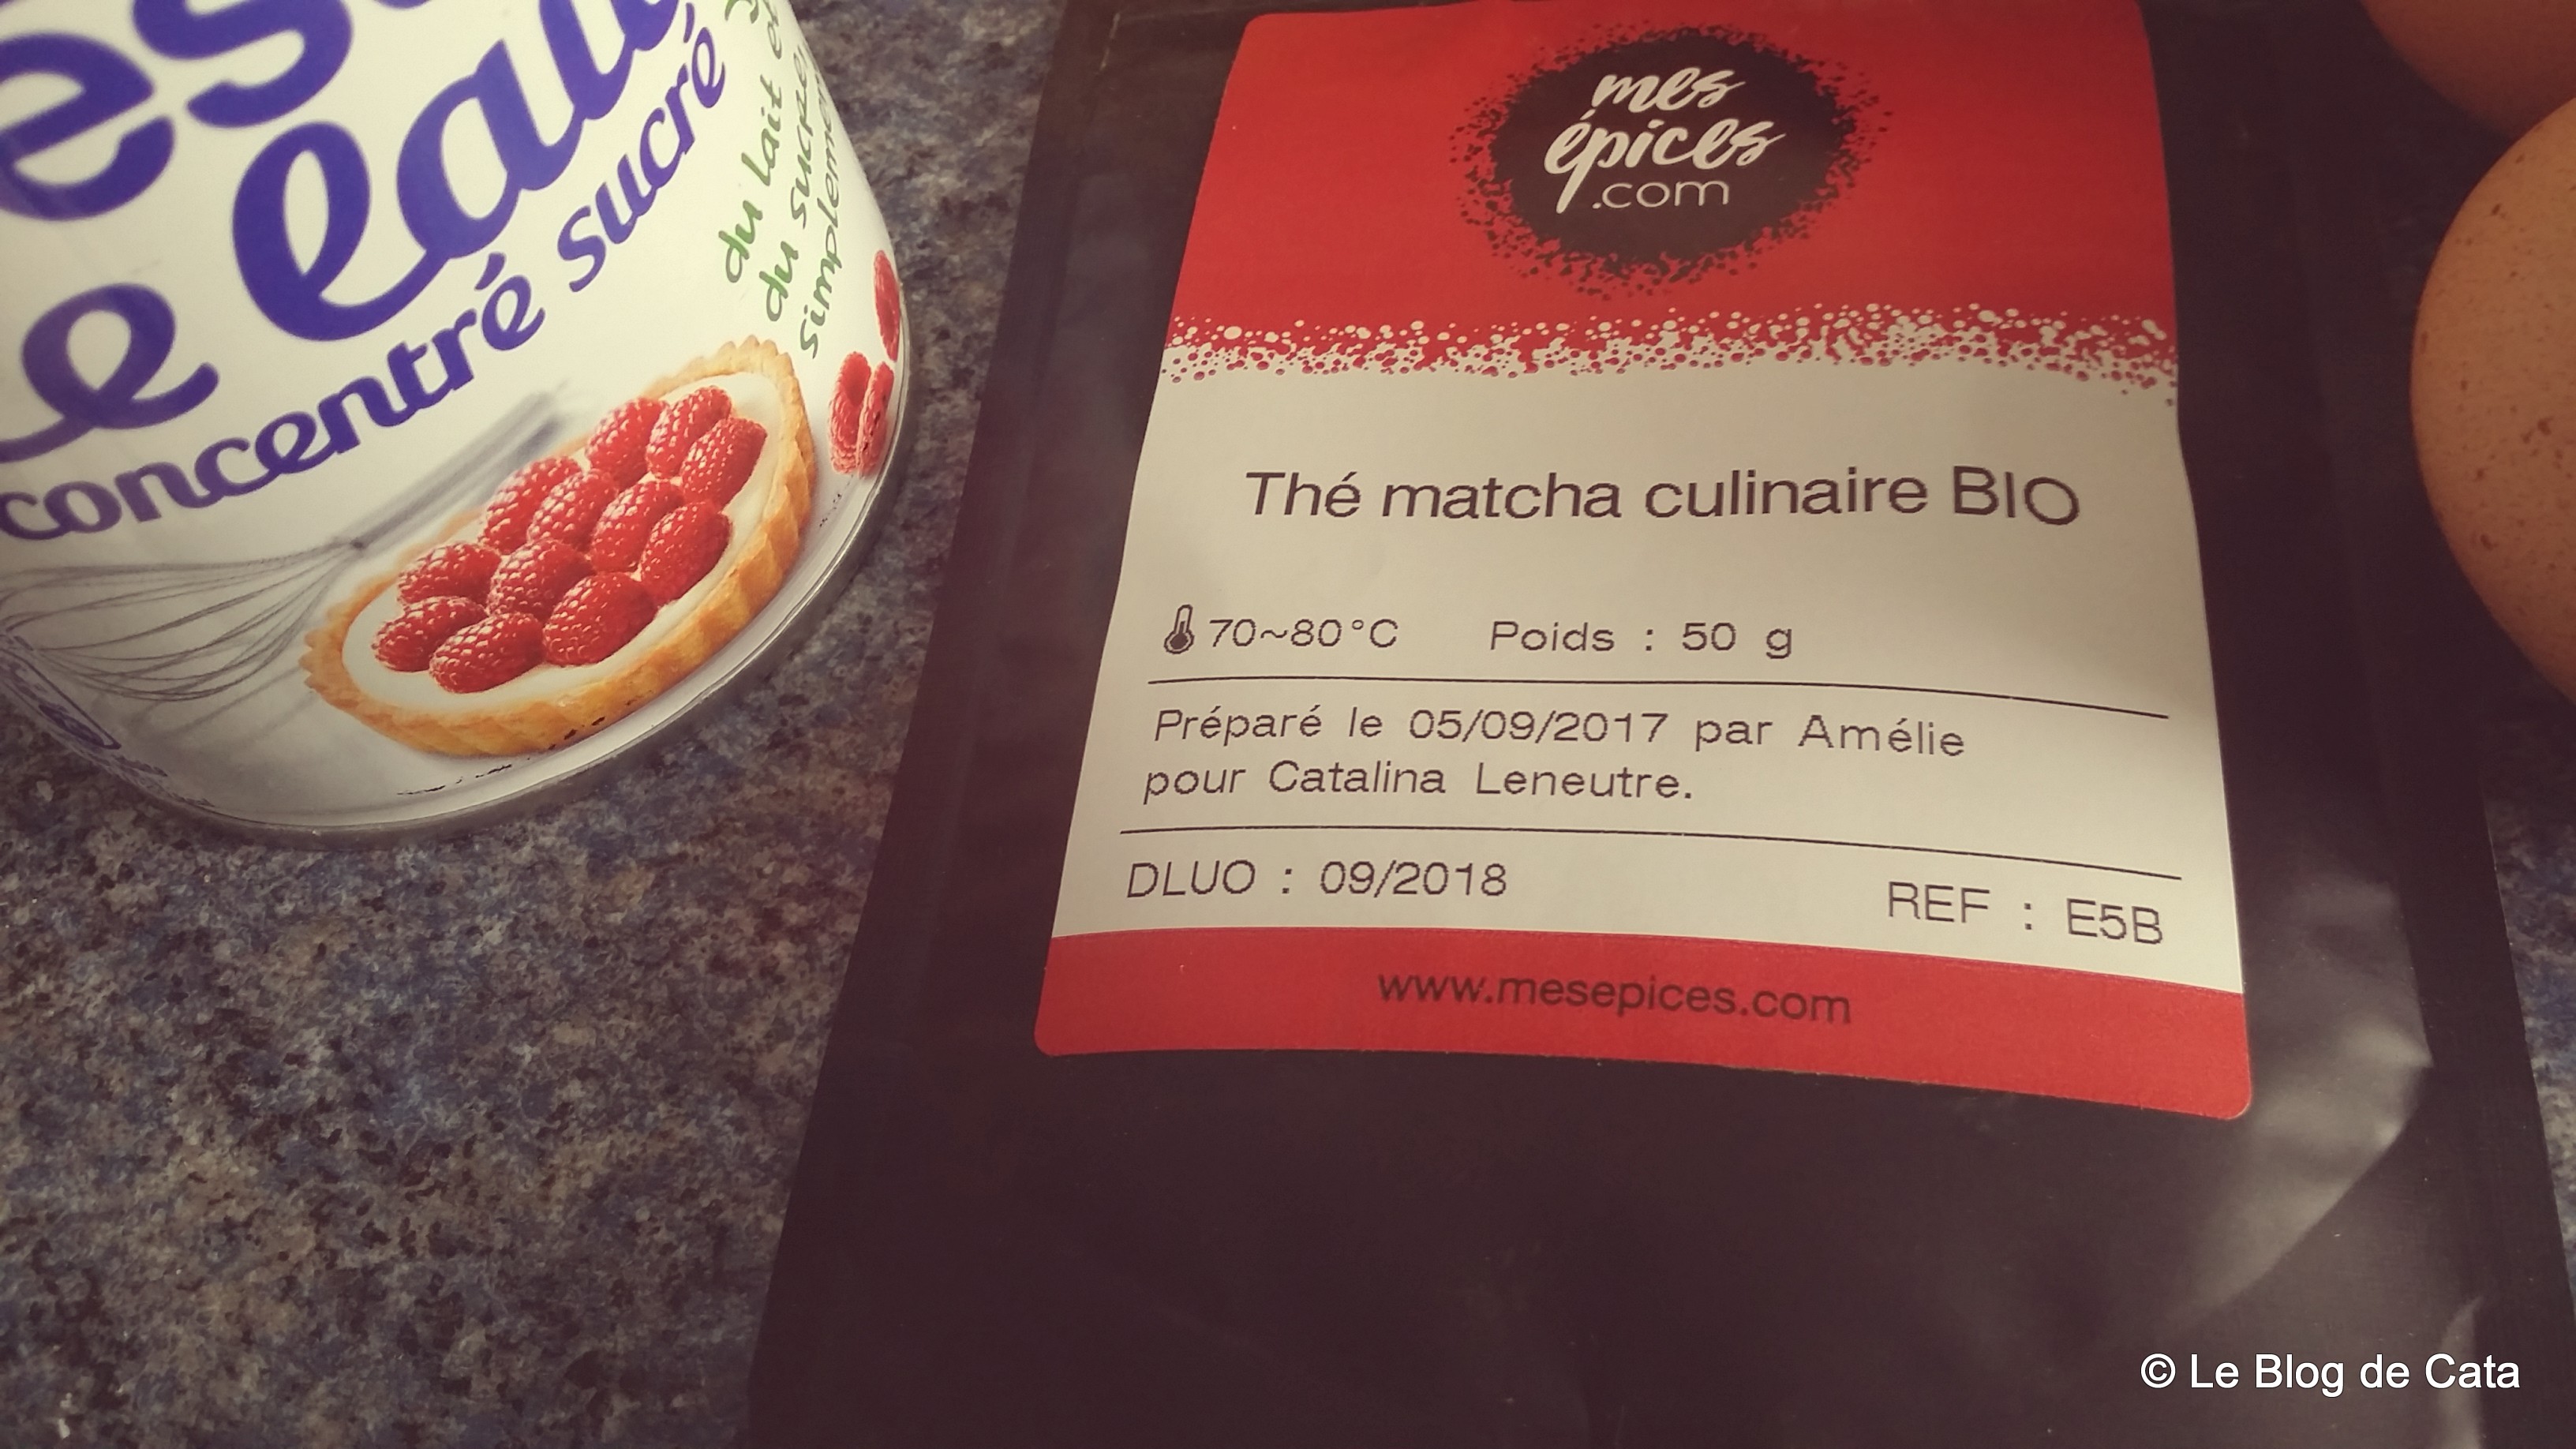 e
lait
concentré sucré
du lait et
du sucre,
mes
épices
.com
Thé matcha culinaire BIO
70~80°C Poids : 50 g
Préparé le 05/09/2017 par Amélie
pour Catalina Leneutre.
DLUO : 09/2018
REF : E5B
www.mesepices.com
© Le Blog de Cata